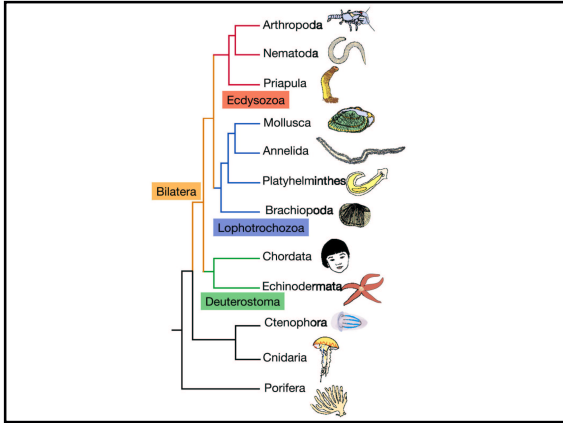 Arthropoda
Nematoda
Priapula
Ecdysozoa
Mollusca
Annelida
Platyhelminthes
Bilatera
Brachiopoda
Lophotrochozoa
Chordata
Echinodermata
Deuterostoma
Ctenophora
Cnidaria
Porifera